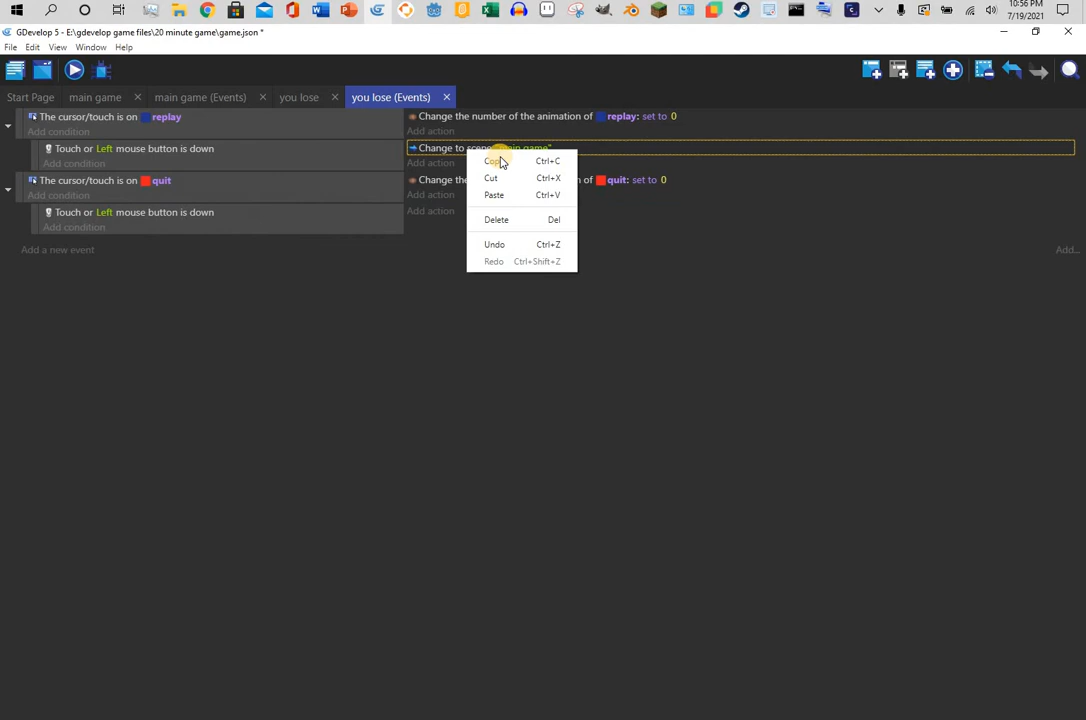 10:56 PM
7/19/2021
GDevelop 5 - E:\gdevelop game files\20 minute game\game.json *
File Edit View Window Help
Start Page main game main game (Events) you lose you lose (Events)
The cursor/touch is on replay Change the number of the animation of replay: set to 0
Add condition Add action
Touch or Left mouse button is down Change to scene "main game"
Add condition Add action
Copy Ctrl+C
The cursor/touch is on quit Change the n of quit: set to 0
Cut Ctrl+X
Add condition Add action
Paste Ctrl+V
Touch or Left mouse button is down Add action
Delete Del
Add condition
Undo Ctrl+Z
Add a new event Add...
Redo Ctrl+Shift+Z